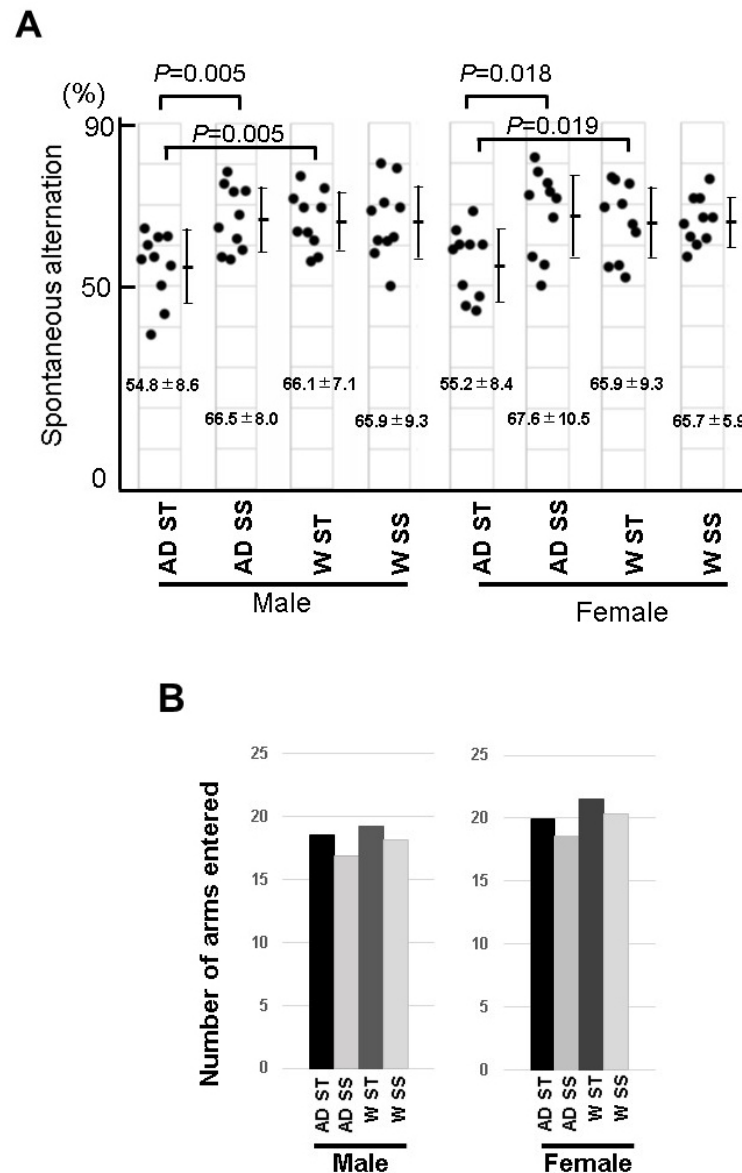 A
P=0.005
P=0.018
(%)
90
P=0.005
P=0.019
Spontaneous alternation
50
54.8±8.6
66.1±7.1
55.2±8.4
65.9±9.3
66.5±8.0
65.9±9.3
67.6±10.5
65.7±5.9
0
AD ST
AD SS
W ST
W SS
AD ST
AD SS
W ST
W SS
Male
Female
B
Number of arms entered
25
20
15
10
5
0
AD ST
AD SS
W ST
W SS
Male
25
20
15
10
5
0
AD ST
AD SS
W ST
W SS
Female